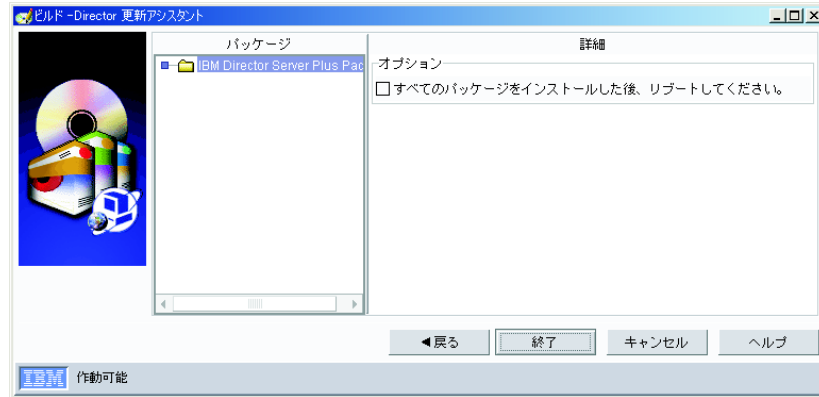 ビルド -Director 更新アシスタント
パッケージ
詳細
IBM Director Server Plus Pac
オプション
すべてのパッケージをインストールした後、リブートしてください。
◀戻る
終了
キャンセル
ヘルプ
IBM 作動可能